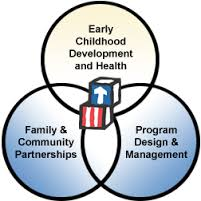 Early
Childhood
Development
and Health
Family &
Community
Partnerships
Program
Design &
Management